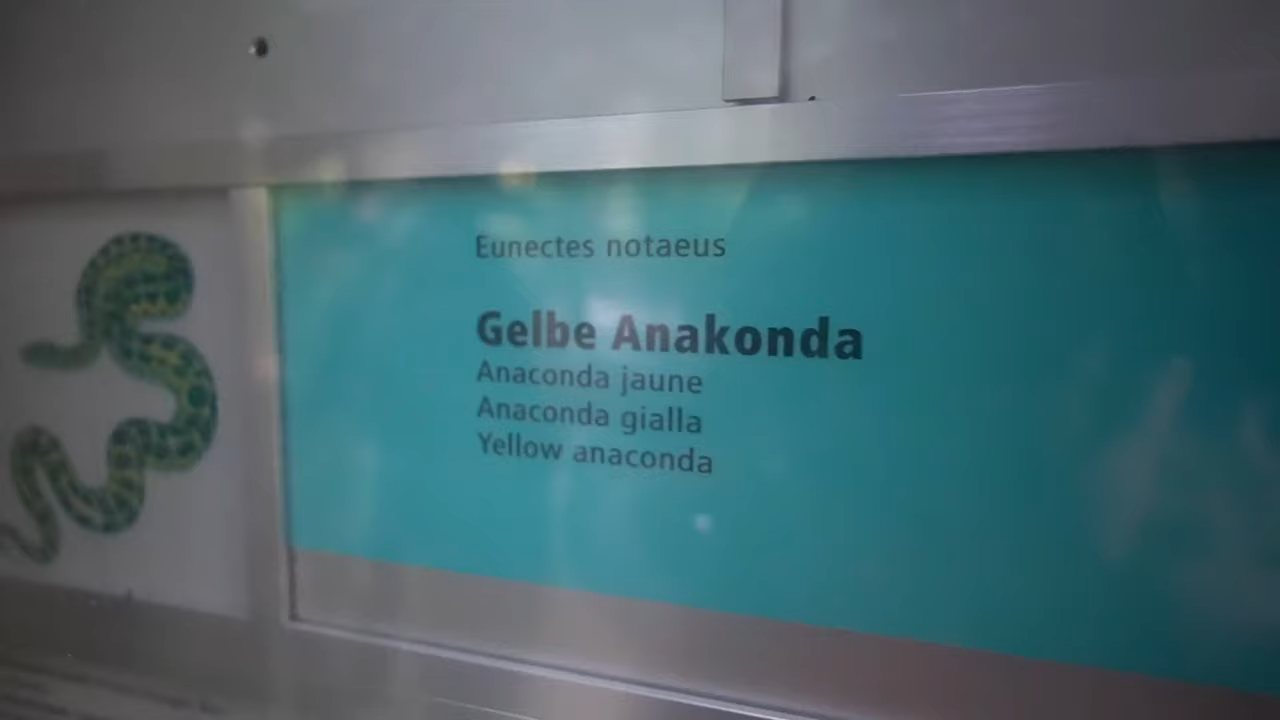 Eunectes notaeus
Gelbe Anakonda
Anaconda jaune
Anaconda gialla
Yellow anaconda